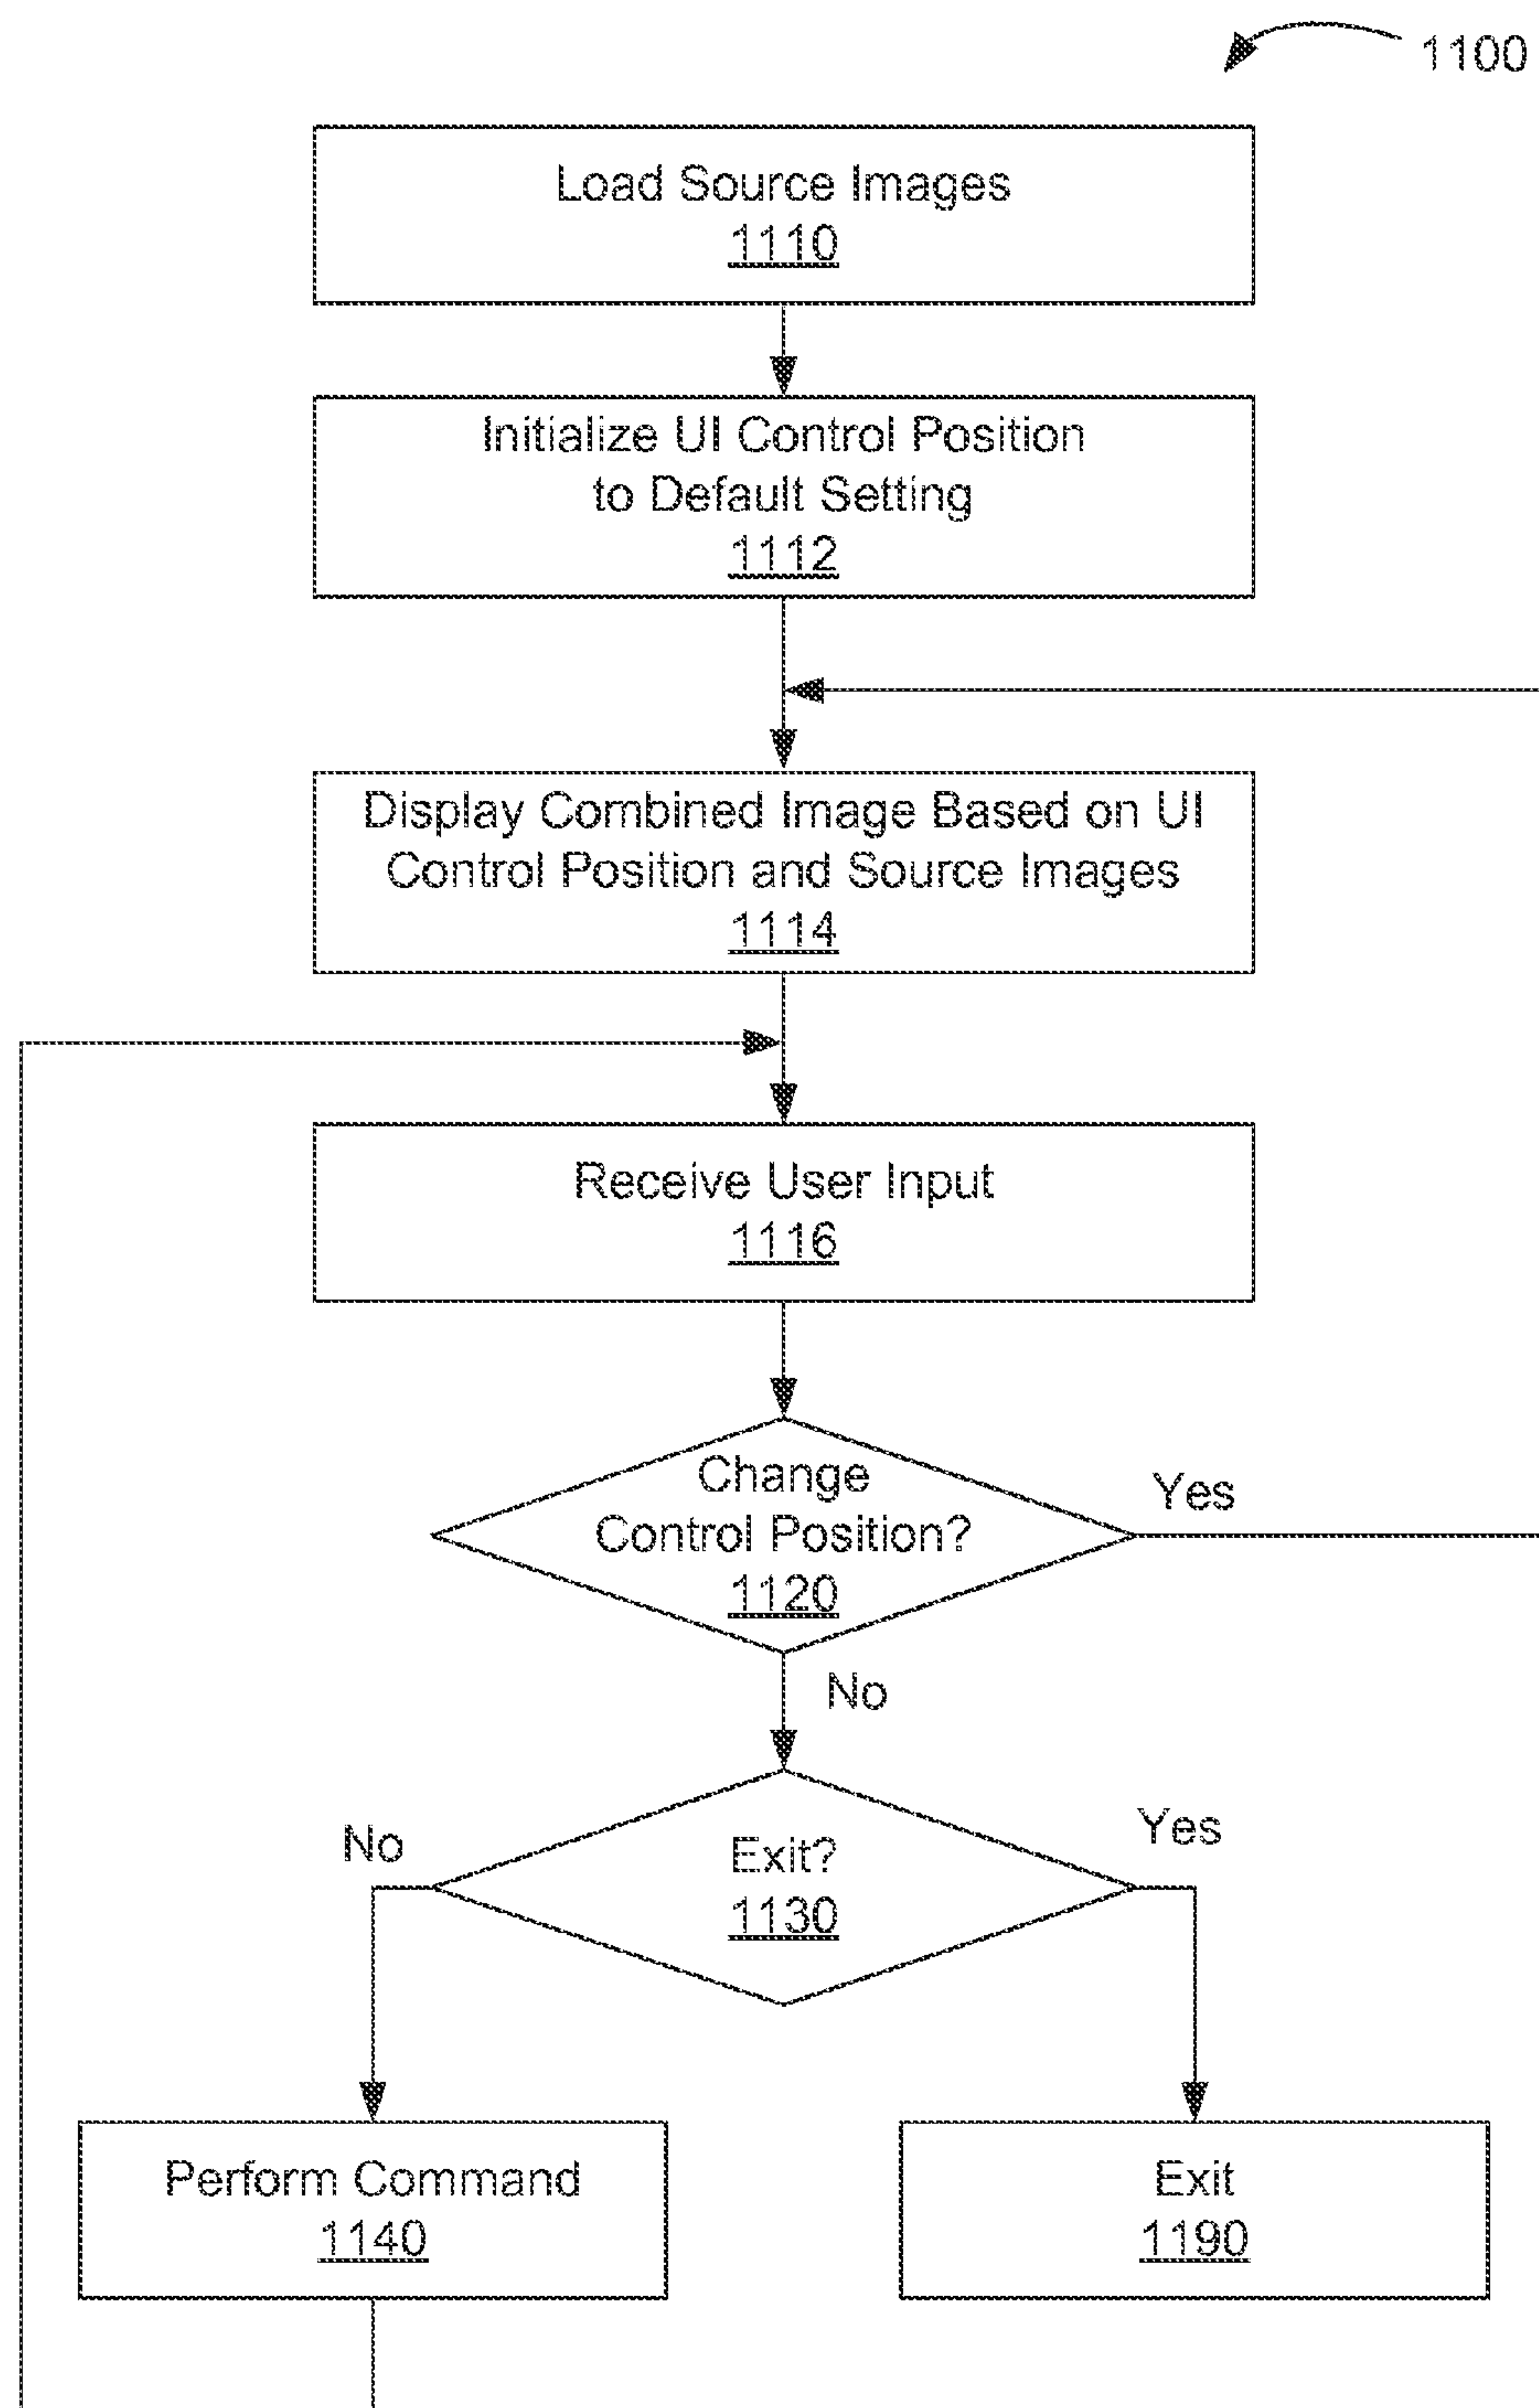 1100
Load Source Images
1110
Initialize UI Control Position
to Default Setting
1112
Display Combined Image Based on UI
Control Position and Source Images
1114
Receive User Input
1116
Change
Control Position?
1120
Yes
No
Exit?
1130
No
Yes
Perform Command
1140
Exit
1190